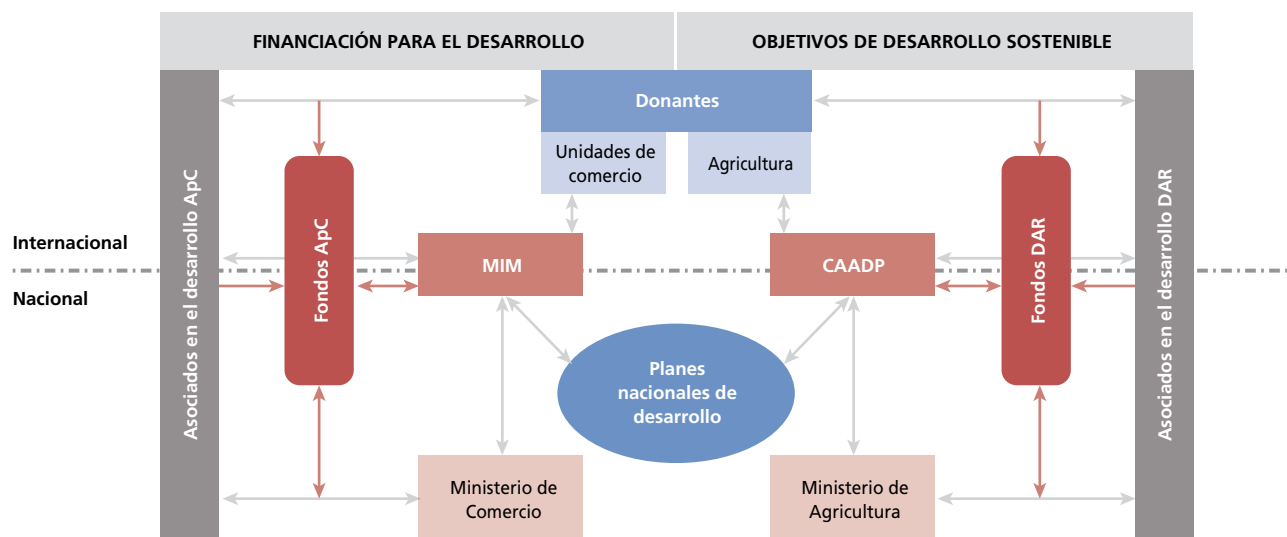 FINANCIACIÓN PARA EL DESARROLLO
OBJETIVOS DE DESARROLLO SOSTENIBLE
Donantes
Unidades de
comercio
Agricultura
Asociados en el desarollo ApC
Fondos ApC
Internacional
Nacional
MIM
CAADP
Fondos DAR
Asociados en el desarollo DAR
Planes
nacionales de
desarrollo
Ministerio de
Comercio
Ministerio de
Agricultura